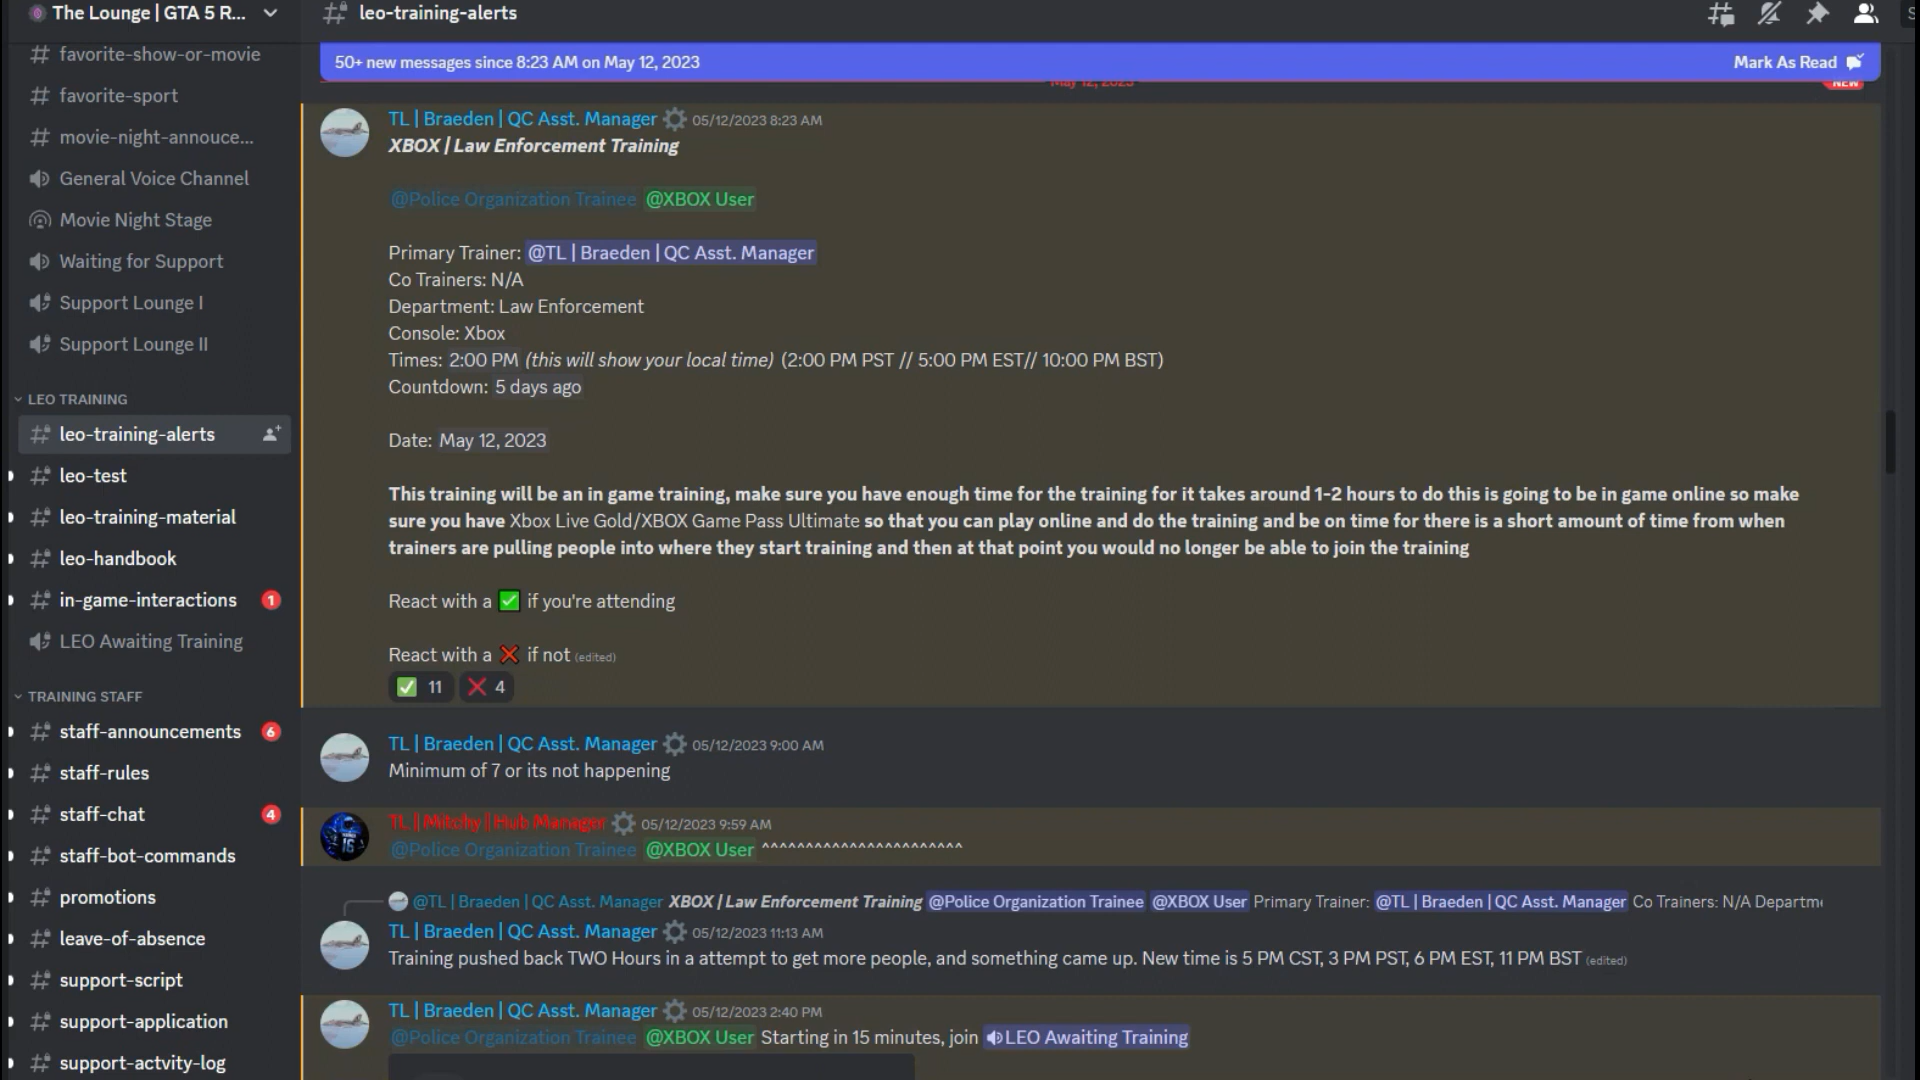 The Lounge | GTA 5 R...
# favorite-show-or-movie
# favorite-sport
# movie-night-annouce...
General Voice Channel
Movie Night Stage
Waiting for Support
Support Lounge I
Support Lounge II
LEO TRAINING
leo-training-alerts
leo-test
leo-training-material
leo-handbook
in-game-interactions 1
LEO Awaiting Training
TRAINING STAFF
staff-announcements 6
staff-rules
staff-chat 4
staff-bot-commands
promotions
leave-of-absence
support-script
support-application
support-actvity-log
leo-training-alerts
50+ new messages since 8:23 AM on May 12, 2023 Mark As Read
May 12, 2023 NEW
TL | Braeden | QC Asst. Manager 05/12/2023 8:23 AM
XBOX | Law Enforcement Training
@Police Organization Trainee @XBOX User
Primary Trainer: @TL | Braeden | QC Asst. Manager
Co Trainers: N/A
Department: Law Enforcement
Console: Xbox
Times: 2:00 PM (this will show your local time) (2:00 PM PST // 5:00 PM EST// 10:00 PM BST)
Countdown: 5 days ago
Date: May 12, 2023
This training will be an in game training, make sure you have enough time for the training for it takes around 1-2 hours to do this is going to be in game online so make
sure you have Xbox Live Gold/XBOX Game Pass Ultimate so that you can play online and do the training and be on time for there is a short amount of time from when
trainers are pulling people into where they start training and then at that point you would no longer be able to join the training
React with a ✅ if you're attending
React with a ❌ if not (edited)
✅ 11 ❌ 4
TL | Braeden | QC Asst. Manager 05/12/2023 9:00 AM
Minimum of 7 or its not happening
TL | Mitchy | Hub Manager 05/12/2023 9:59 AM
@Police Organization Trainee @XBOX User ^^^^^^^^^^^^^^^^^^^^^^^
@TL | Braeden | QC Asst. Manager XBOX | Law Enforcement Training @Police Organization Trainee @XBOX User Primary Trainer: @TL | Braeden | QC Asst. Manager Co Trainers: N/A Departm
TL | Braeden | QC Asst. Manager 05/12/2023 11:13 AM
Training pushed back TWO Hours in a attempt to get more people, and something came up. New time is 5 PM CST, 3 PM PST, 6 PM EST, 11 PM BST (edited)
TL | Braeden | QC Asst. Manager 05/12/2023 2:40 PM
@Police Organization Trainee @XBOX User Starting in 15 minutes, join LEO Awaiting Training